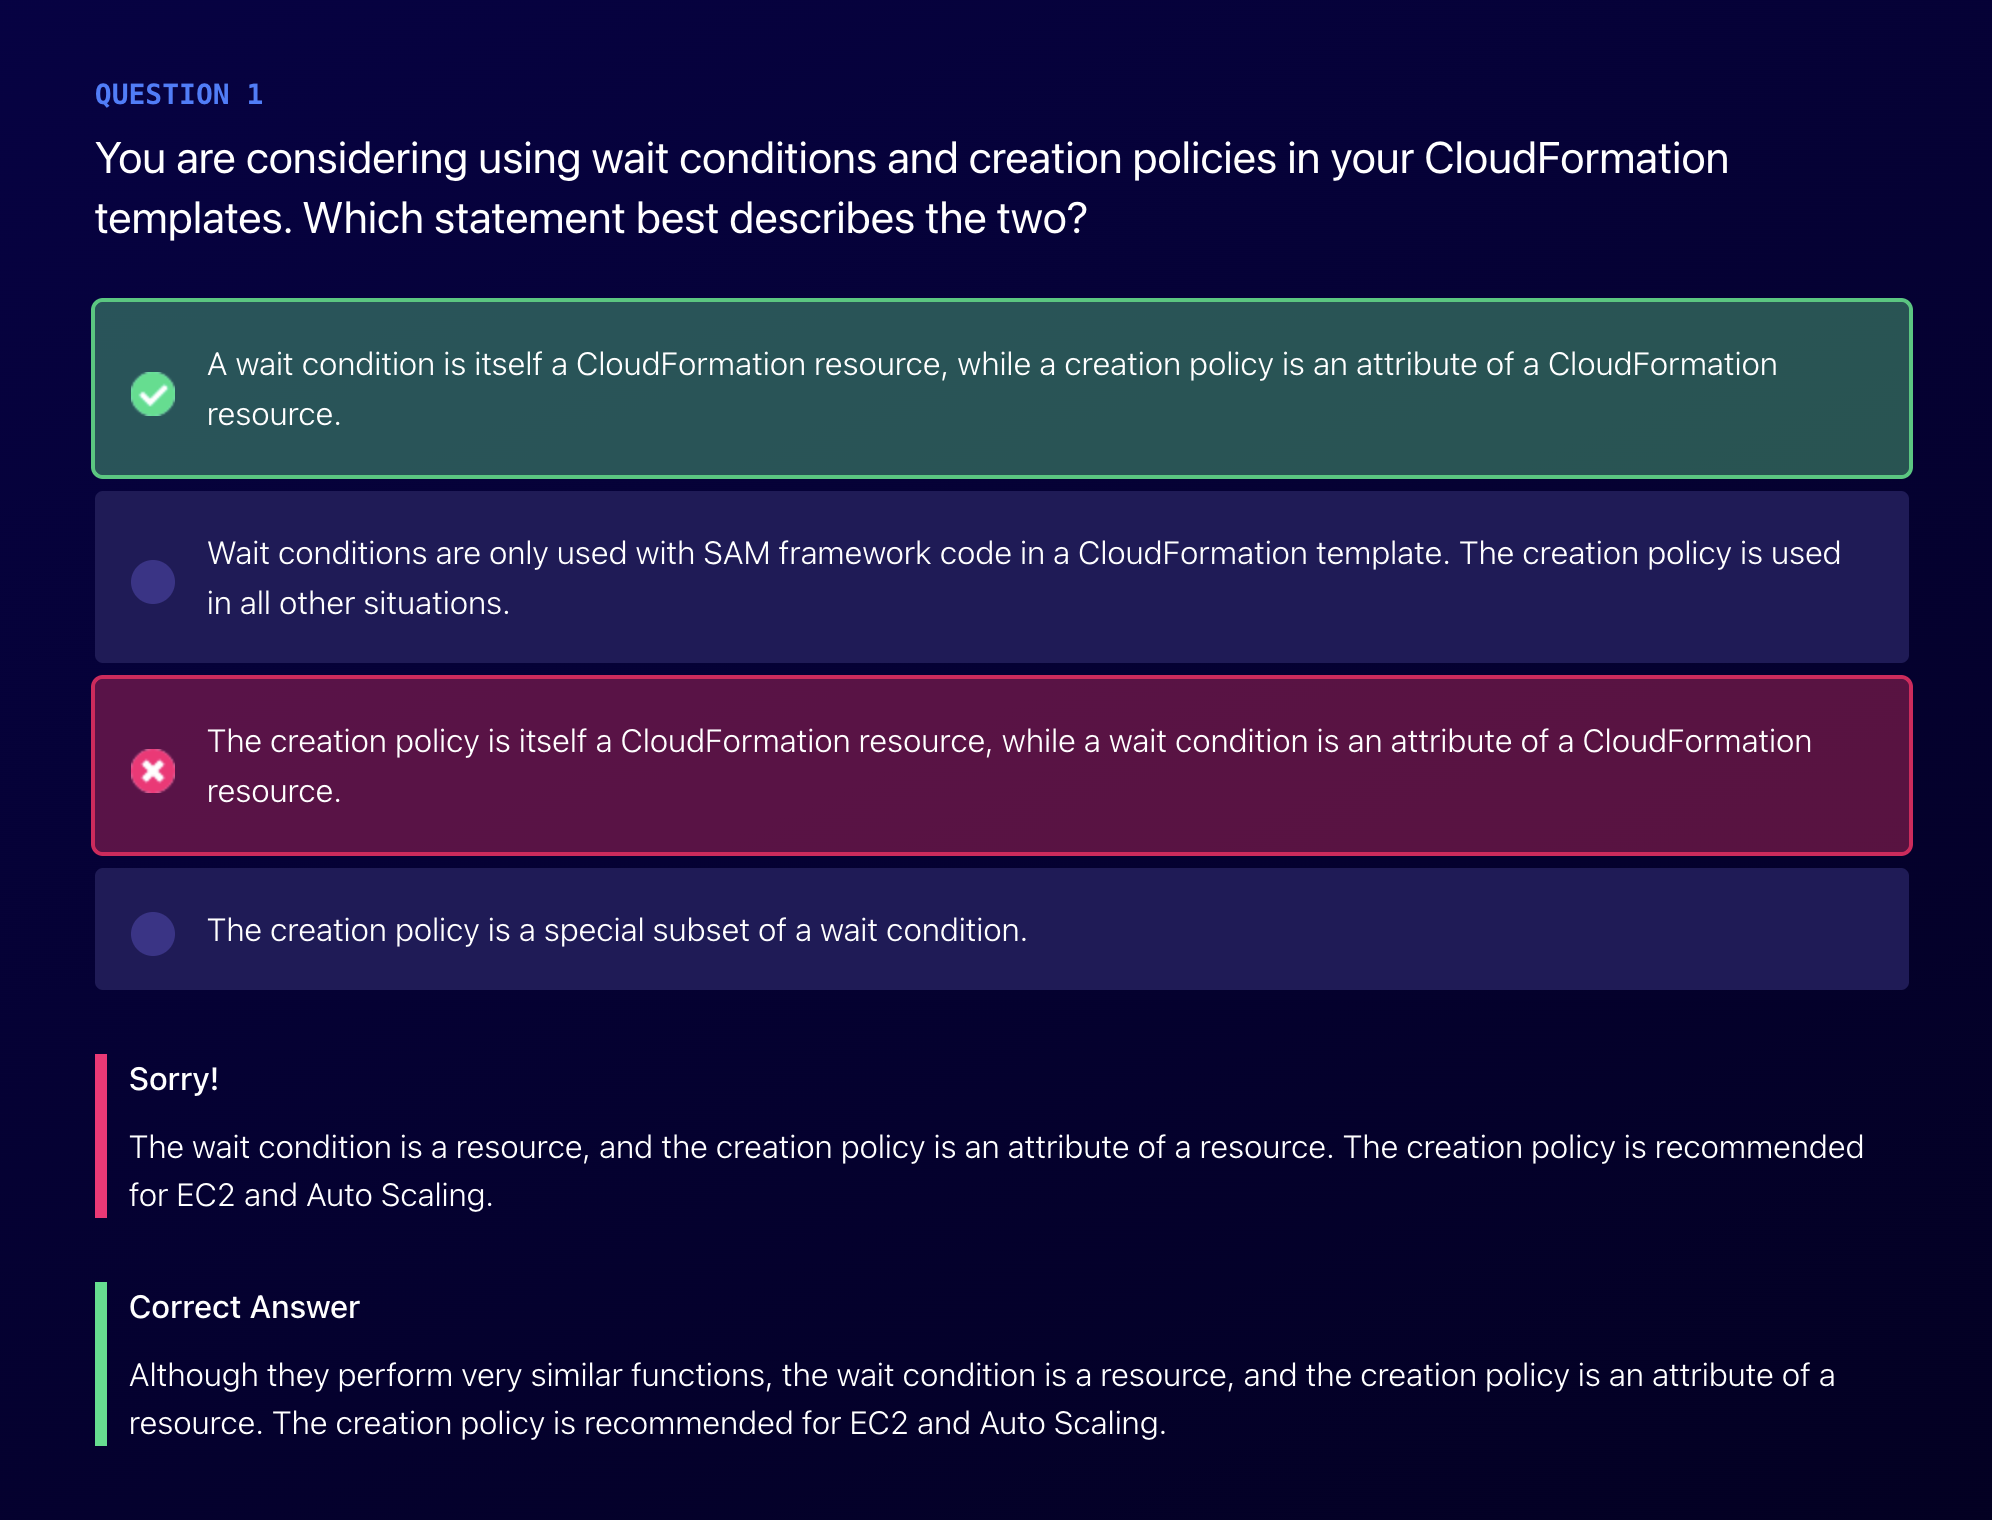 QUESTION 1
You are considering using wait conditions and creation policies in your CloudFormation
templates. Which statement best describes the two?
A wait condition is itself a CloudFormation resource, while a creation policy is an attribute of a CloudFormation
resource.
Wait conditions are only used with SAM framework code in a CloudFormation template. The creation policy is used
in all other situations.
The creation policy is itself a CloudFormation resource, while a wait condition is an attribute of a CloudFormation
resource.
The creation policy is a special subset of a wait condition.
Sorry!
The wait condition is a resource, and the creation policy is an attribute of a resource. The creation policy is recommended
for EC2 and Auto Scaling.
Correct Answer
Although they perform very similar functions, the wait condition is a resource, and the creation policy is an attribute of a
resource. The creation policy is recommended for EC2 and Auto Scaling.